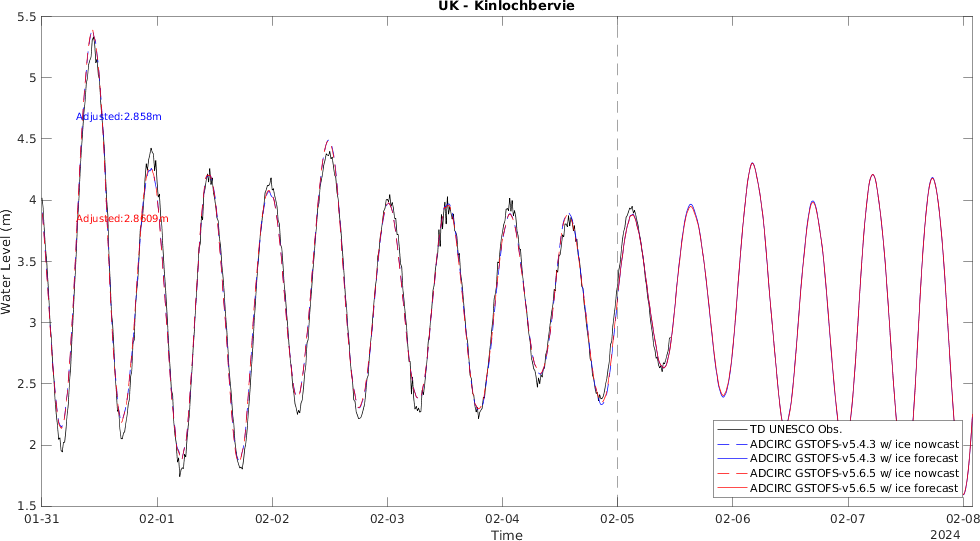 UK - Kinlochbervie
5.5
5
4.5
4
3.5
3
2.5
2
1.5
Water Level (m)
Adjusted:2.858m
Adjusted:2.8609m
TD UNESCO Obs.
ADCIRC GSTOFS-v5.4.3 w/ ice nowcast
ADCIRC GSTOFS-v5.4.3 w/ ice forecast
ADCIRC GSTOFS-v5.6.5 w/ ice nowcast
ADCIRC GSTOFS-v5.6.5 w/ ice forecast
01-31 02-01 02-02 02-03 02-04 02-05 02-06 02-07 02-08
Time
2024